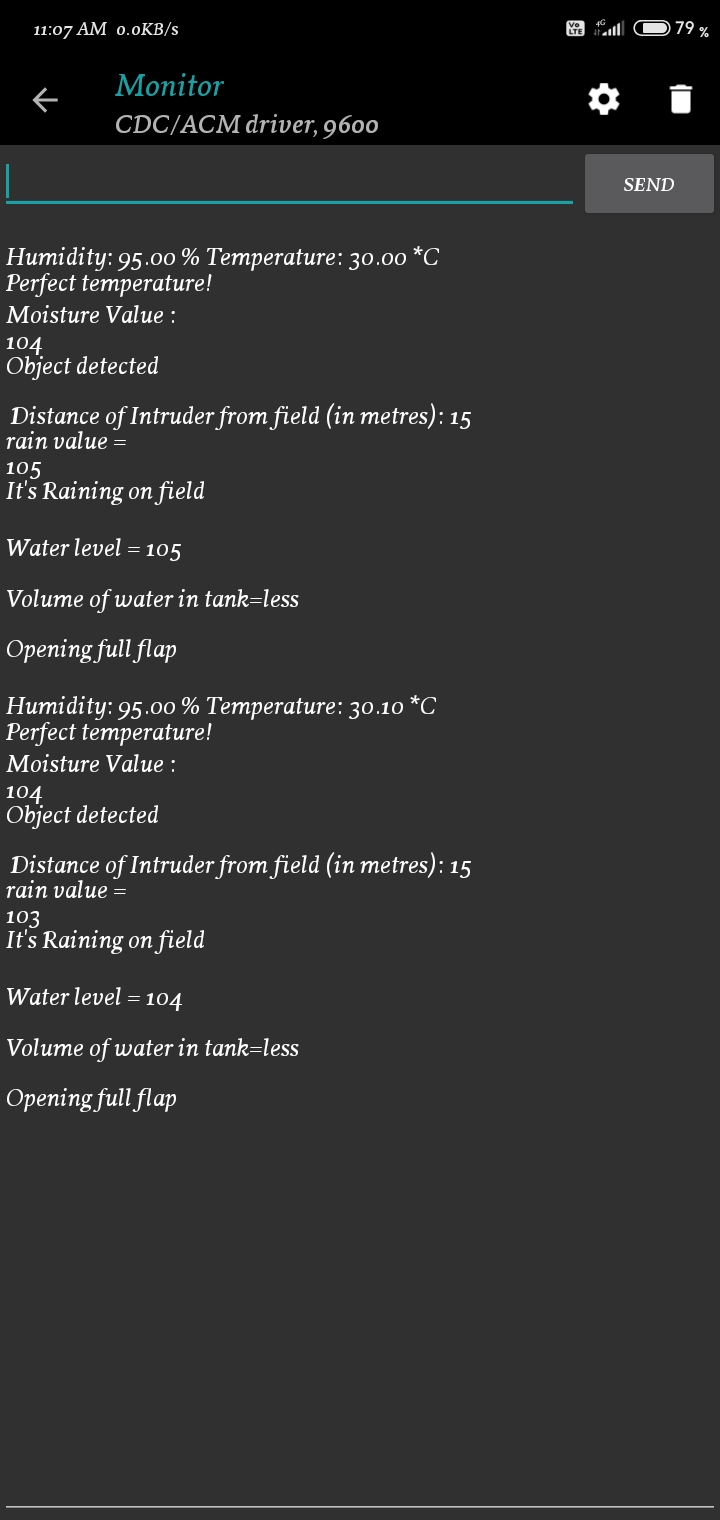 11:07 AM 0.0KB/s
Vo LTE 4G 79 %
Monitor
CDC/ACM driver, 9600
SEND
Humidity: 95.00 % Temperature: 30.00 *C
Perfect temperature!
Moisture Value :
104
Object detected
Distance of Intruder from field (in metres): 15
rain value =
105
It's Raining on field
Water level = 105
Volume of water in tank=less
Opening full flap
Humidity: 95.00 % Temperature: 30.10 *C
Perfect temperature!
Moisture Value :
104
Object detected
Distance of Intruder from field (in metres): 15
rain value =
103
It's Raining on field
Water level = 104
Volume of water in tank=less
Opening full flap